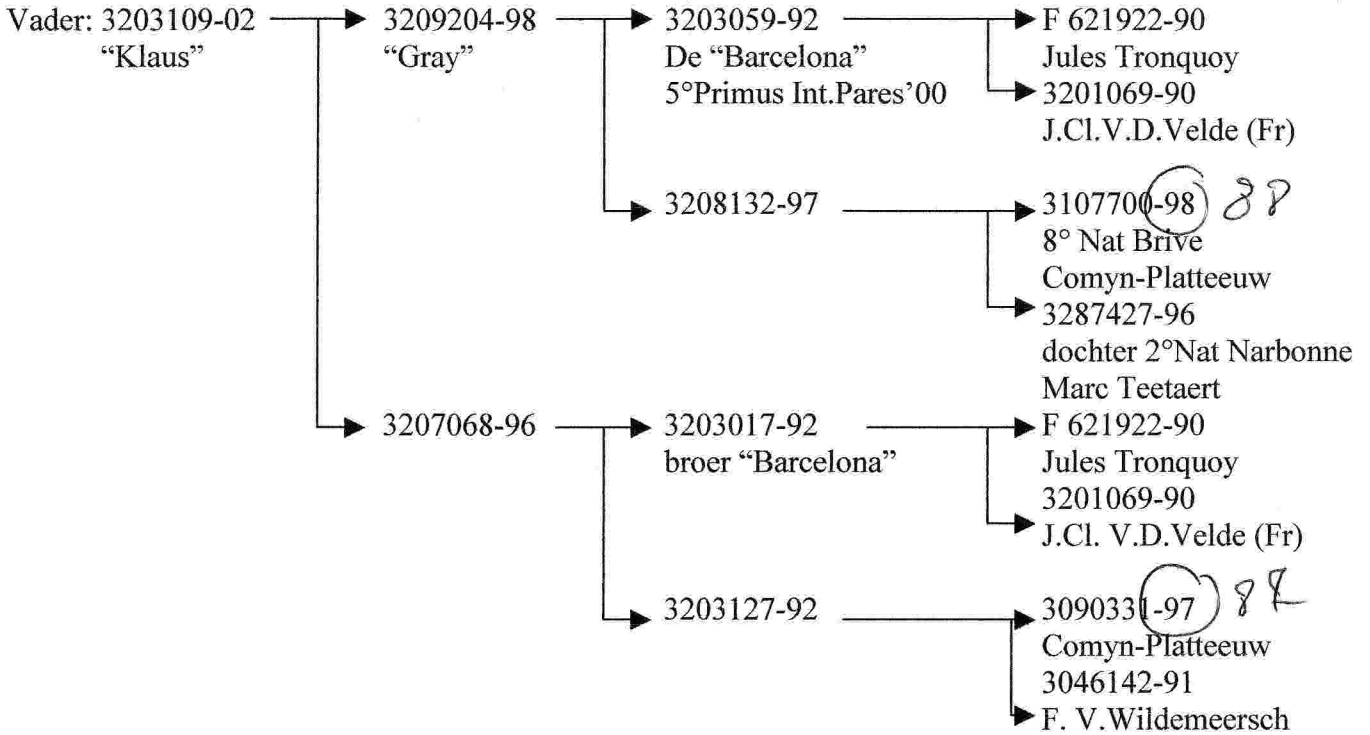 Vader: 3203109-02
“Klaus”
3209204-98
“Gray”
3203059-92
De “Barcelona”
5°Primus Int.Pares’00
F 621922-90
Jules Tronquoy
3201069-90
J.Cl.V.D.Velde (Fr)
3208132-97
3107700-98 88
8° Nat Brive
Comyn-Platteeuw
3287427-96
dochter 2°Nat Narbonne
Marc Teetaert
3207068-96
3203017-92
broer “Barcelona”
F 621922-90
Jules Tronquoy
3201069-90
J.Cl. V.D.Velde (Fr)
3203127-92
3090331-97
Comyn-Platteeuw
3046142-91
F. V.Wildemeersch